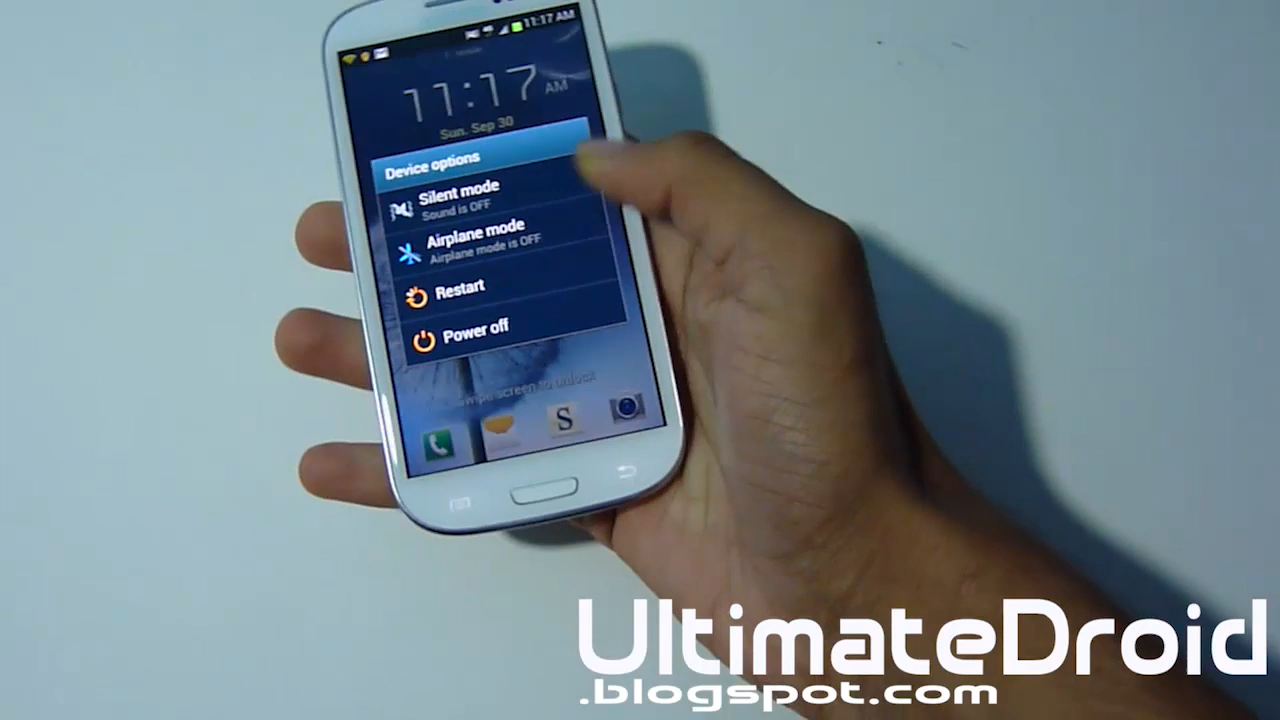 11:17 AM
11:17 AM
Sun, Sep 30
Device options
Silent mode
Sound is OFF
Airplane mode
Airplane mode is OFF
Restart
Power off
Swipe screen to unlock
S
UltimateDroid
.blogspot.com